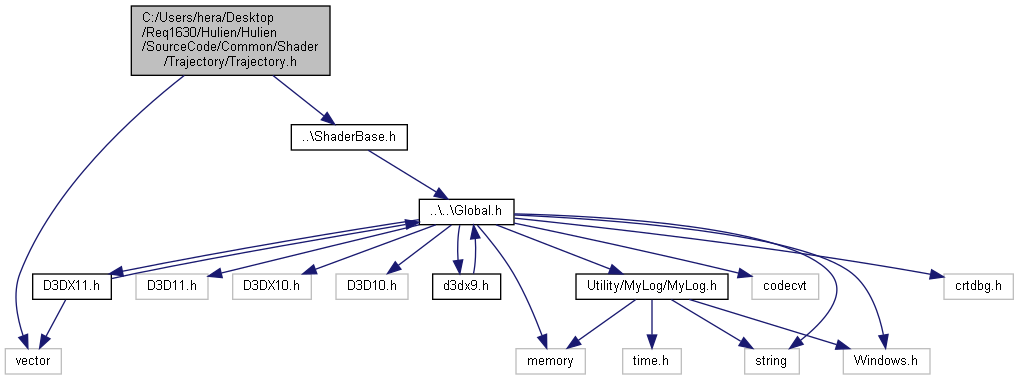 C:/Users/hera/Desktop
/Req1630/Hulien/Hulien
/SourceCode/Common/Shader
/Trajectory/Trajectory.h
..\ShaderBase.h
..\..\Global.h
D3DX11.h
D3D11.h
D3DX10.h
D3D10.h
d3dx9.h
Utility/MyLog/MyLog.h
codecvt
crtdbg.h
vector
memory
time.h
string
Windows.h